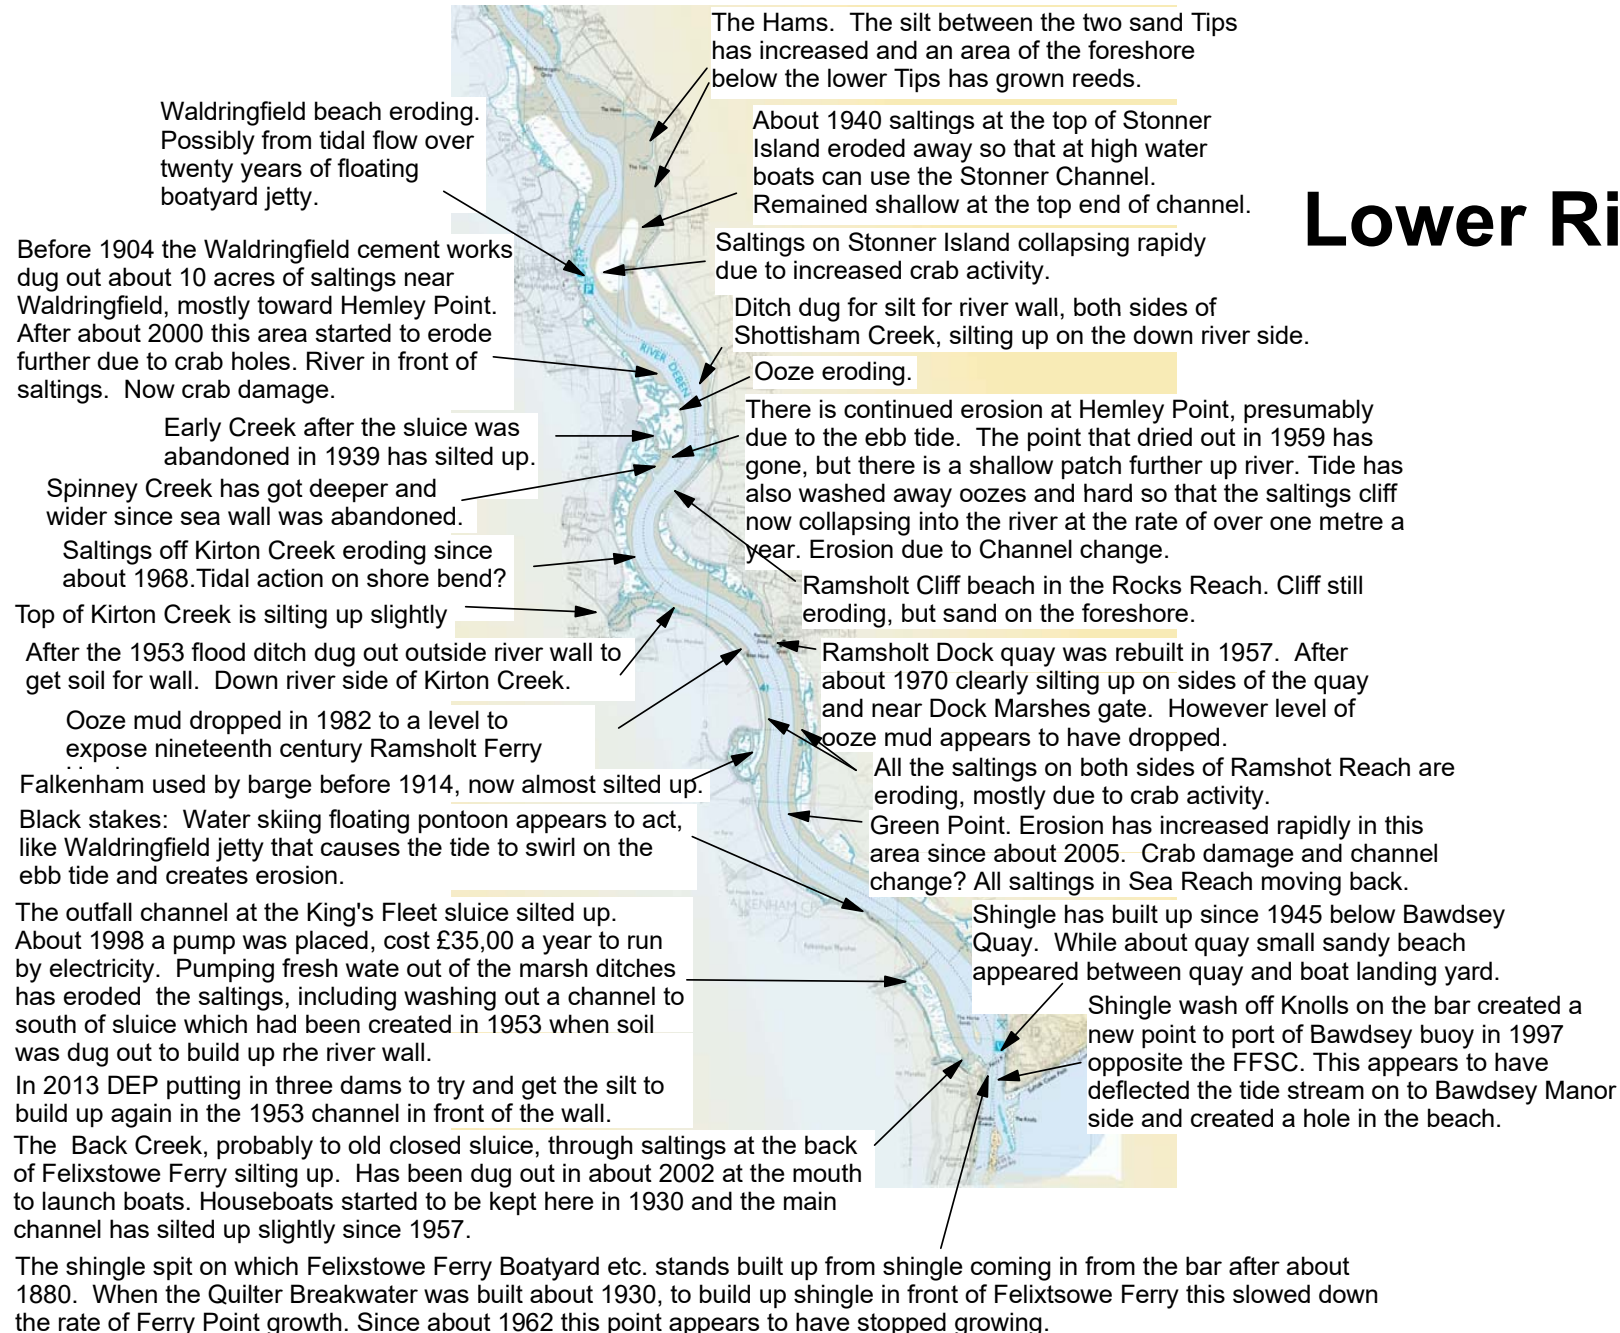 The Hams.  The silt between the two sand Tips
has increased and an area of the foreshore
below the lower Tips has grown reeds.
Waldringfield beach eroding.
Possibly from tidal flow over
twenty years of floating
boatyard jetty.
About 1940 saltings at the top of Stonner
Island eroded away so that at high water
boats can use the Stonner Channel.
Remained shallow at the top end of channel.
Lower Ri
Before 1904 the Waldringfield cement works
dug out about 10 acres of saltings near
Waldringfield, mostly toward Hemley Point.
After about 2000 this area started to erode
further due to crab holes. River in front of
saltings.  Now crab damage.
Saltings on Stonner Island collapsing rapidy
due to increased crab activity.
Ditch dug for silt for river wall, both sides of
Shottisham Creek, silting up on the down river side.
RIVER DEBEN
Ooze eroding.
Early Creek after the sluice was
abandoned in 1939 has silted up.
There is continued erosion at Hemley Point, presumably
due to the ebb tide.  The point that dried out in 1959 has
gone, but there is a shallow patch further up river. Tide has
also washed away oozes and hard so that the saltings cliff
now collapsing into the river at the rate of over one metre a
year. Erosion due to Channel change.
Spinney Creek has got deeper and
wider since sea wall was abandoned.
Saltings off Kirton Creek eroding since
about 1968.Tidal action on shore bend?
Ramsholt Cliff beach in the Rocks Reach. Cliff still
eroding, but sand on the foreshore.
Top of Kirton Creek is silting up slightly
After the 1953 flood ditch dug out outside river wall to
get soil for wall.  Down river side of Kirton Creek.
Ramsholt Dock quay was rebuilt in 1957.  After
about 1970 clearly silting up on sides of the quay
and near Dock Marshes gate.  However level of
ooze mud appears to have dropped.
Ooze mud dropped in 1982 to a level to
expose nineteenth century Ramsholt Ferry
All the saltings on both sides of Ramshot Reach are
eroding, mostly due to crab activity.
Falkenham used by barge before 1914, now almost silted up.
Black stakes:  Water skiing floating pontoon appears to act,
like Waldringfield jetty that causes the tide to swirl on the
ebb tide and creates erosion.
Green Point. Erosion has increased rapidly in this
area since about 2005.  Crab damage and channel
change? All saltings in Sea Reach moving back.
The outfall channel at the King's Fleet sluice silted up.
About 1998 a pump was placed, cost £35,00 a year to run
by electricity.  Pumping fresh wate out of the marsh ditches
has eroded  the saltings, including washing out a channel to
south of sluice which had been created in 1953 when soil
was dug out to build up rhe river wall.
In 2013 DEP putting in three dams to try and get the silt to
build up again in the 1953 channel in front of the wall.
Shingle has built up since 1945 below Bawdsey
Quay.  While about quay small sandy beach
appeared between quay and boat landing yard.
Shingle wash off Knolls on the bar created a
new point to port of Bawdsey buoy in 1997
opposite the FFSC. This appears to have
deflected the tide stream on to Bawdsey Manor
side and created a hole in the beach.
The  Back Creek, probably to old closed sluice, through saltings at the back
of Felixstowe Ferry silting up.  Has been dug out in about 2002 at the mouth
to launch boats. Houseboats started to be kept here in 1930 and the main
channel has silted up slightly since 1957.
The shingle spit on which Felixstowe Ferry Boatyard etc. stands built up from shingle coming in from the bar after about
1880.  When the Quilter Breakwater was built about 1930, to build up shingle in front of Felixtsowe Ferry this slowed down
the rate of Ferry Point growth. Since about 1962 this point appears to have stopped growing.